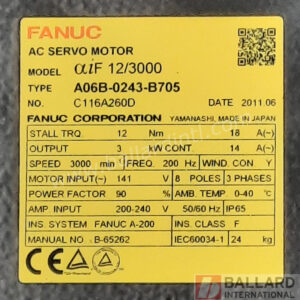 FANUC
AC SERVO MOTOR
MODEL αiF 12/3000
TYPE A06B-0243-B705
NO. C116A260D DATE 2011.06
FANUC CORPORATION YAMANASHI, MADE IN JAPAN
STALL TRQ. 12 Nm 18 A(~)
OUTPUT 3 kW 14 A(~)
SPEED 3000 min⁻¹ FREQ. 200 Hz WIND. CON.
MOTOR INPUT(~) 141 V 8 POLES 3 PHASES
POWER FACTOR 90 % AMB. TEMP 0-40 °C
AMP. INPUT 200-240 V 50/60 Hz IP65
INS. SYSTEM FANUC A-200 INS. CLASS F
MANUAL NO. B-65262 IEC60034-1 24 kg
CE
BALLARD
INTERNATIONAL